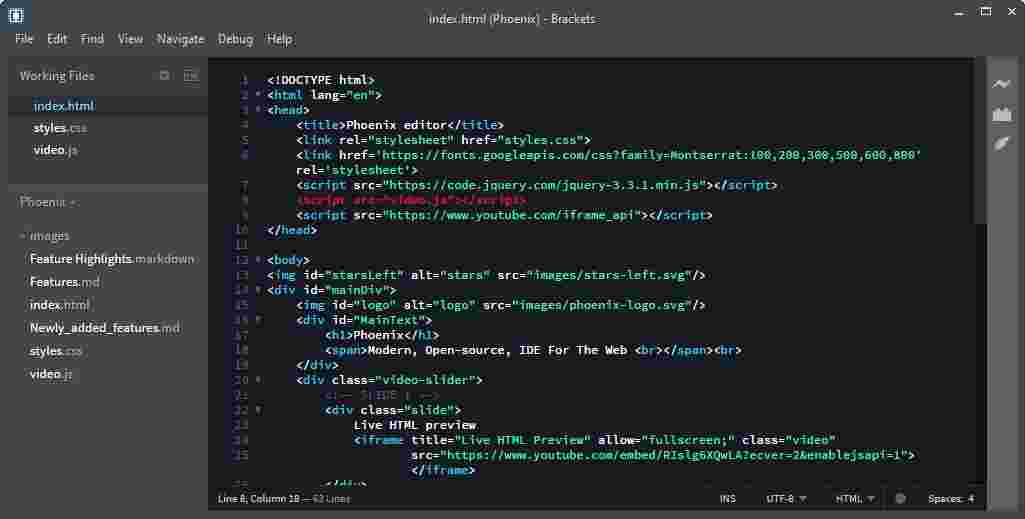 index.html (Phoenix) - Brackets
File Edit Find View Navigate Debug Help
Working Files
index.html
styles.css
video.js
Phoenix
images
Feature Highlights.markdown
Features.md
index.html
Newly_added_features.md
styles.css
video.js
1 <!DOCTYPE html>
2 <html lang="en">
3 <head>
4 <title>Phoenix editor</title>
5 <link rel="stylesheet" href="styles.css">
6 <link href='https://fonts.googleapis.com/css?family=Montserrat:100,200,300,500,600,800'
rel='stylesheet'>
7 <script src="https://code.jquery.com/jquery-3.3.1.min.js"></script>
8 <script src="video.js"></script>
9 <script src="https://www.youtube.com/iframe_api"></script>
10 </head>
11
12 <body>
13 <img id="starsLeft" alt="stars" src="images/stars-left.svg"/>
14 <div id="mainDiv">
15 <img id="logo" alt="logo" src="images/phoenix-logo.svg"/>
16 <div id="MainText">
17 <h1>Phoenix</h1>
18 <span>Modern, Open-source, IDE For The Web <br></span><br>
19 </div>
20 <div class="video-slider">
21 <!-- SLIDE 1 -->
22 <div class="slide">
23 Live HTML preview
24 <iframe title="Live HTML Preview" allow="fullscreen;" class="video"
25 src="https://www.youtube.com/embed/RIslg6XQwLA?ecver=2&enablejsapi=1">
</iframe>
</div>
Line 8, Column 18 — 63 Lines INS UTF-8 HTML Spaces: 4